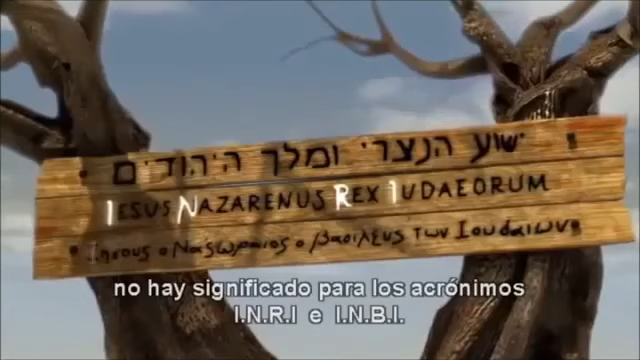 ישוע הנצרי ומלך היהודים
IESUS NAZARENUS REX IUDAEORUM
Ιησους ο Ναζωραιος ο βασιλευς των Ιουδαιων
no hay significado para los acrónimos
I.N.R.I e I.N.B.I.